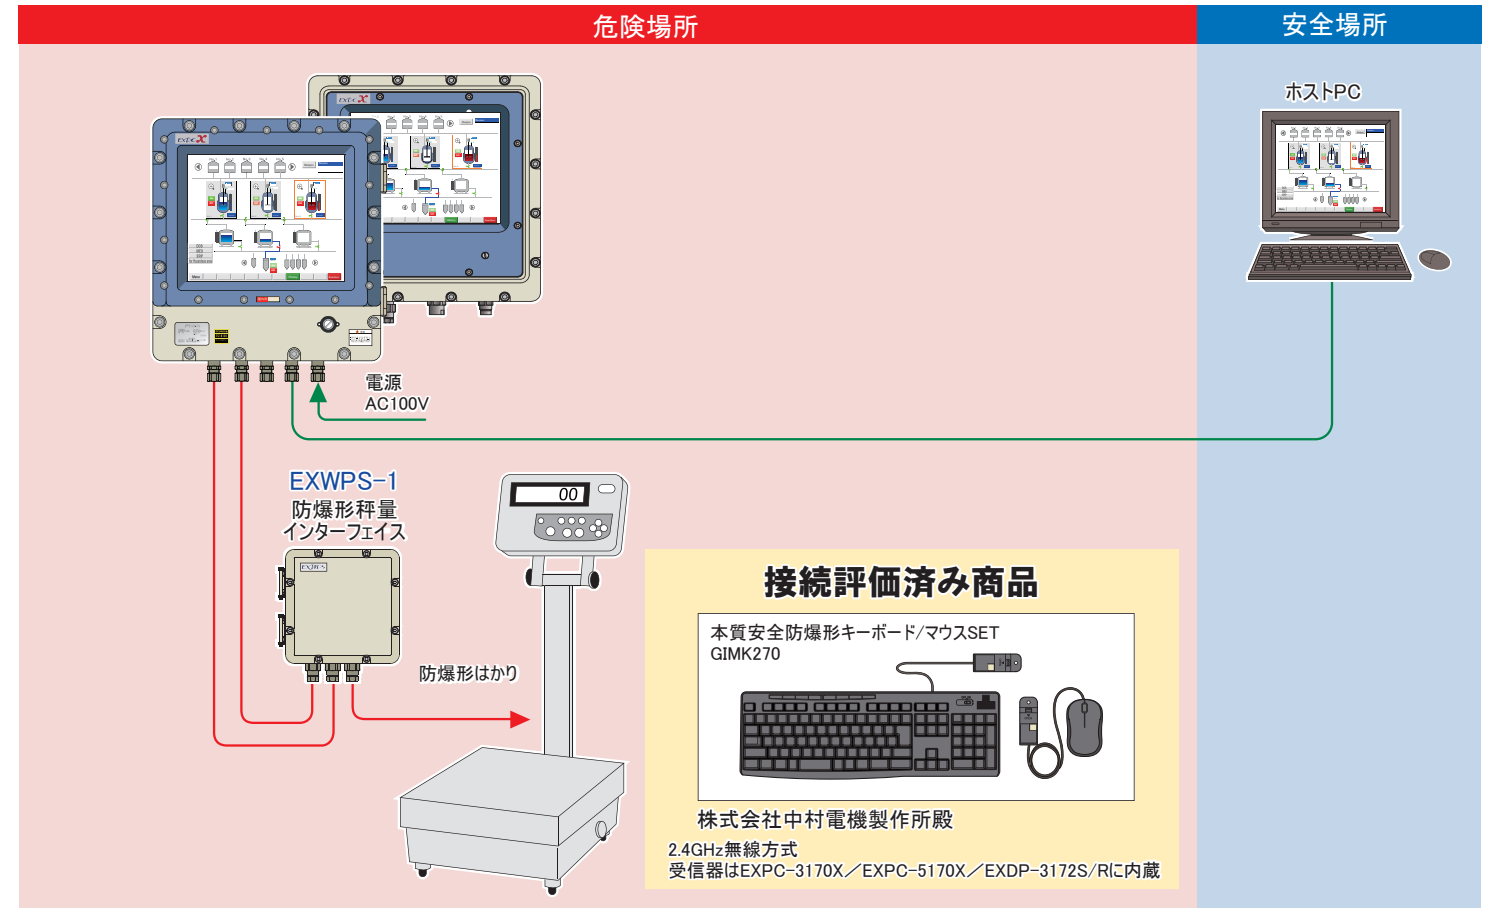 危険場所
安全場所
ホストPC
電源
AC100V
EXWPS-1
防爆形秤量
インターフェイス
EXWPS
00
防爆形はかり
接続評価済み商品
本質安全防爆形キーボード/マウスSET
GIMK270
株式会社中村電機製作所殿
2.4GHz無線方式
受信器はEXPC-3170X／EXPC-5170X／EXDP-3172S/Rに内蔵